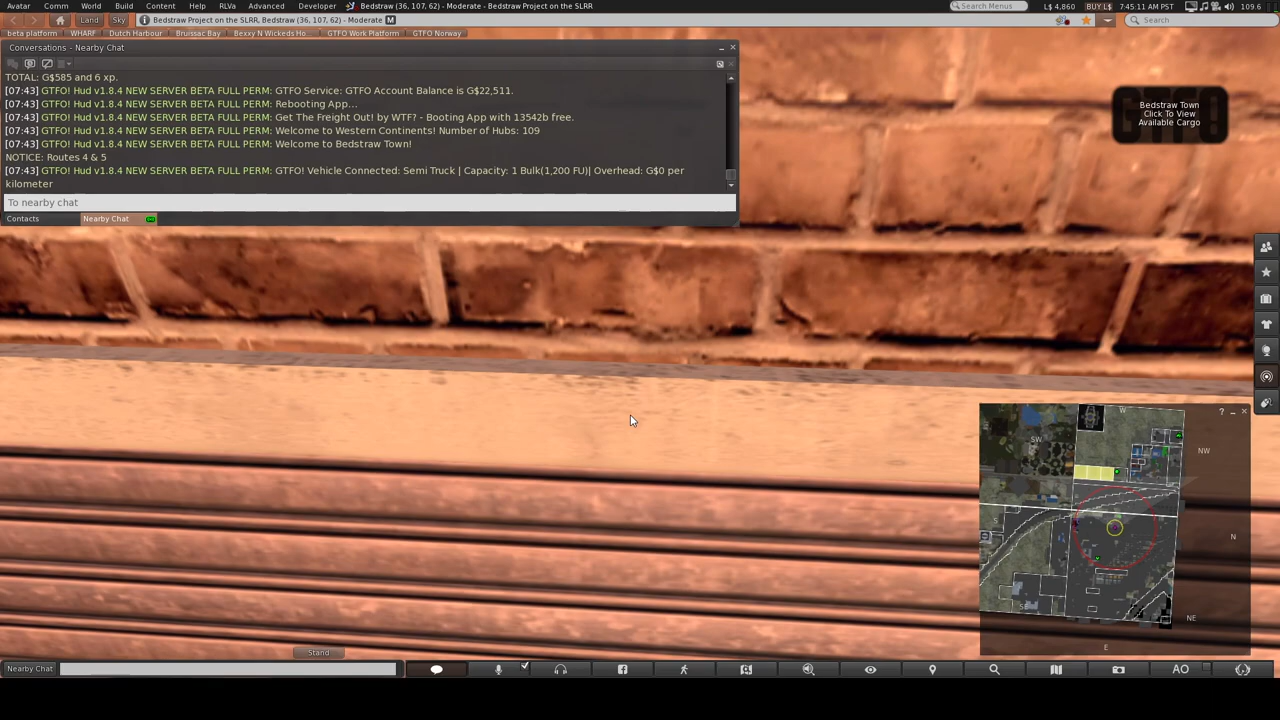 Avatar Comm World Build Content Help RLVa Advanced Developer Bedstraw (36, 107, 62) - Moderate - Bedstraw Project on the SLRR, Bedstraw Search Menus L$ 4,860 BUY L$ 7:45:11 AM PST 109.6
Land Sky Bedstraw Project on the SLRR, Bedstraw (36, 107, 62) - Moderate M Search
beta platform WHARF Dutch Harbour Bruissac Bay Bexxy N Wickeds Ho... GTFO Work Platform GTFO Norway
Conversations - Nearby Chat
TOTAL: G$585 and 6 xp.
[07:43] GTFO! Hud v1.8.4 NEW SERVER BETA FULL PERM: GTFO Service: GTFO Account Balance is G$22,511.
[07:43] GTFO! Hud v1.8.4 NEW SERVER BETA FULL PERM: Rebooting App...
[07:43] GTFO! Hud v1.8.4 NEW SERVER BETA FULL PERM: Get The Freight Out! by WTF? - Booting App with 13542b free.
[07:43] GTFO! Hud v1.8.4 NEW SERVER BETA FULL PERM: Welcome to Western Continents! Number of Hubs: 109
[07:43] GTFO! Hud v1.8.4 NEW SERVER BETA FULL PERM: Welcome to Bedstraw Town!
NOTICE: Routes 4 & 5
[07:43] GTFO! Hud v1.8.4 NEW SERVER BETA FULL PERM: GTFO! Vehicle Connected: Semi Truck | Capacity: 1 Bulk(1,200 FU)| Overhead: G$0 per
kilometer
To nearby chat
Contacts Nearby Chat
Bedstraw Town
Click To View
Available Cargo
?
W
SW
NW
N
SE
NE
E
Stand
Nearby Chat AO